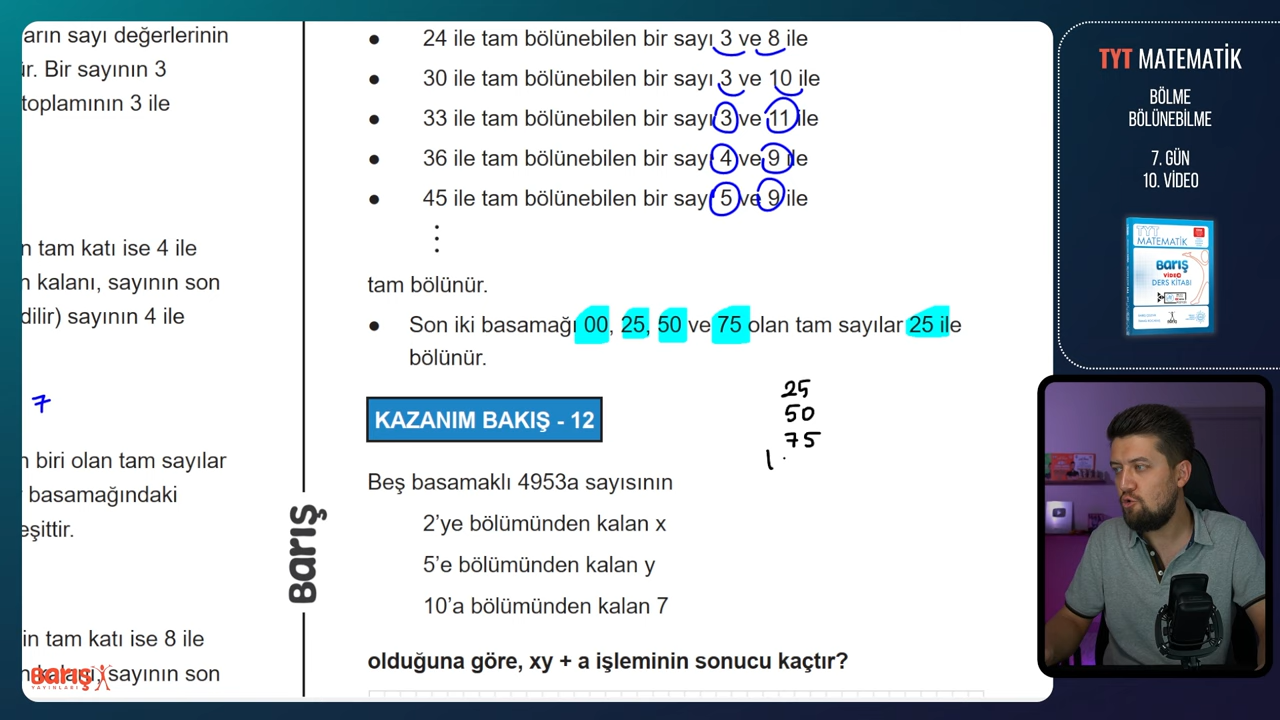 arın sayı değerlerinin
ır. Bir sayının 3
toplamının 3 ile
n tam katı ise 4 ile
n kalanı, sayının son
dilir) sayının 4 ile
7
n biri olan tam sayılar
basamağındaki
eşittir.
in tam katı ise 8 ile
kalanı, sayının son
Barış
YAYINLARI
Barış
• 24 ile tam bölünebilen bir sayı 3 ve 8 ile
• 30 ile tam bölünebilen bir sayı 3 ve 10 ile
• 33 ile tam bölünebilen bir sayı 3 ve 11 ile
• 36 ile tam bölünebilen bir sayı 4 ve 9 ile
• 45 ile tam bölünebilen bir sayı 5 ve 9 ile
⋮
tam bölünür.
• Son iki basamağı 00, 25, 50 ve 75 olan tam sayılar 25 ile
bölünür.
25
50
75
1
KAZANIM BAKIŞ - 12
Beş basamaklı 4953a sayısının
2’ye bölümünden kalan x
5’e bölümünden kalan y
10’a bölümünden kalan 7
olduğuna göre, xy + a işleminin sonucu kaçtır?
TYT MATEMATİK
BÖLME
BÖLÜNEBİLME
7. GÜN
10. VİDEO
TYT
MATEMATİK
Barış
VİDEO
DERS KİTABI